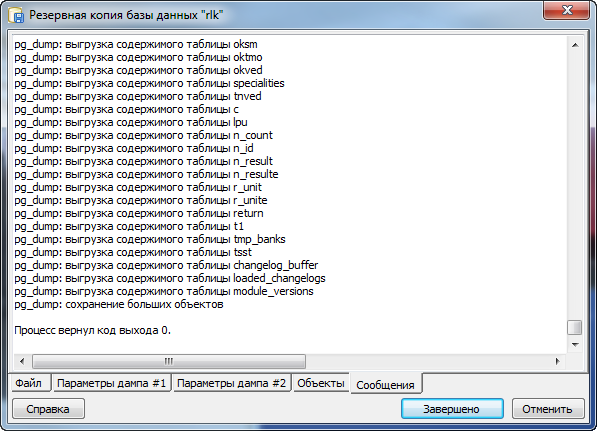 Резервная копия базы данных "rlk"
pg_dump: выгрузка содержимого таблицы oksm
pg_dump: выгрузка содержимого таблицы oktmo
pg_dump: выгрузка содержимого таблицы okved
pg_dump: выгрузка содержимого таблицы specialities
pg_dump: выгрузка содержимого таблицы tnved
pg_dump: выгрузка содержимого таблицы c
pg_dump: выгрузка содержимого таблицы lpu
pg_dump: выгрузка содержимого таблицы n_count
pg_dump: выгрузка содержимого таблицы n_id
pg_dump: выгрузка содержимого таблицы n_result
pg_dump: выгрузка содержимого таблицы n_resulte
pg_dump: выгрузка содержимого таблицы r_unit
pg_dump: выгрузка содержимого таблицы r_unite
pg_dump: выгрузка содержимого таблицы return
pg_dump: выгрузка содержимого таблицы t1
pg_dump: выгрузка содержимого таблицы tmp_banks
pg_dump: выгрузка содержимого таблицы tsst
pg_dump: выгрузка содержимого таблицы changelog_buffer
pg_dump: выгрузка содержимого таблицы loaded_changelogs
pg_dump: выгрузка содержимого таблицы module_versions
pg_dump: сохранение больших объектов
Процесс вернул код выхода 0.
Файл Параметры дампа #1 Параметры дампа #2 Объекты Сообщения
Справка Завершено Отменить